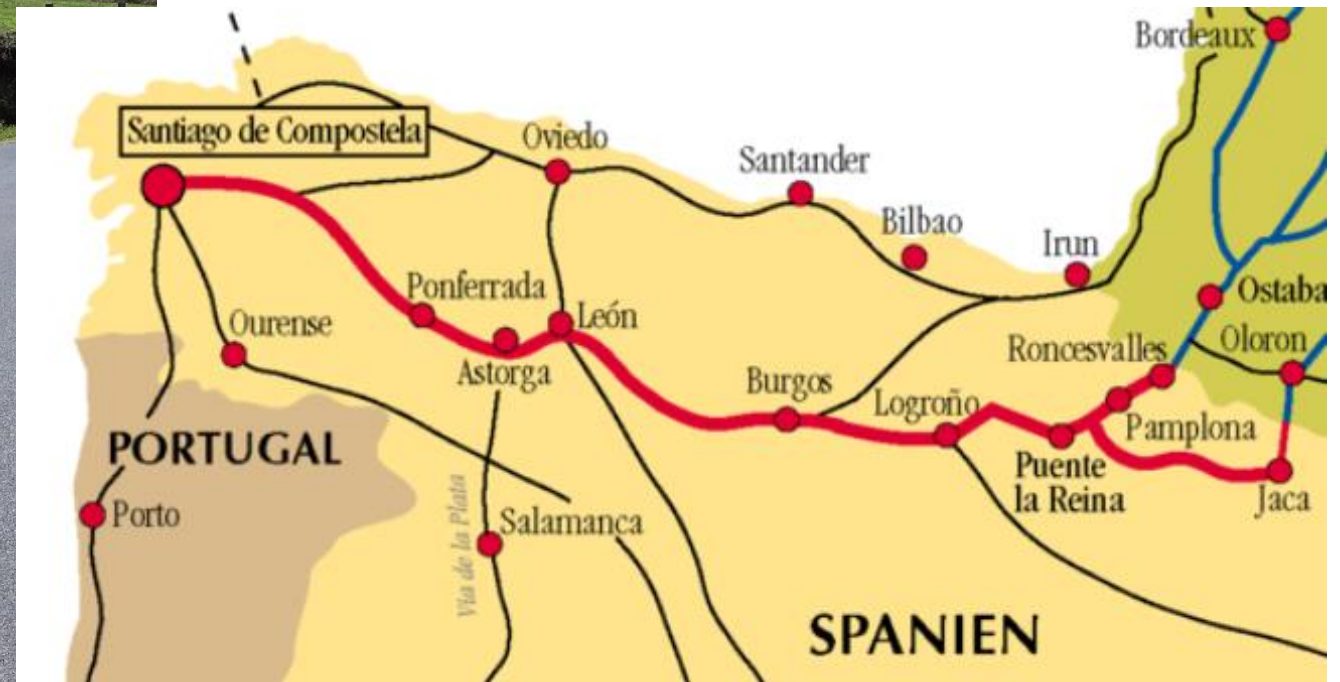 Bordeaux
Santiago de Compostela
Oviedo
Santander
Bilbao
Irun
Ponferrada
León
Ostaba
Ourense
Roncesvalles
Oloron
Astorga
Burgos
Logroño
Pamplona
PORTUGAL
Puente
la Reina
Jaca
Porto
Via de la Plata
Salamanca
SPANIEN